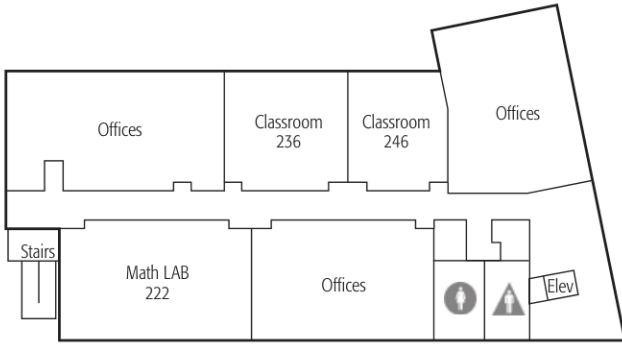 Offices
Classroom
236
Classroom
246
Offices
Stairs
Math LAB
222
Offices
Elev